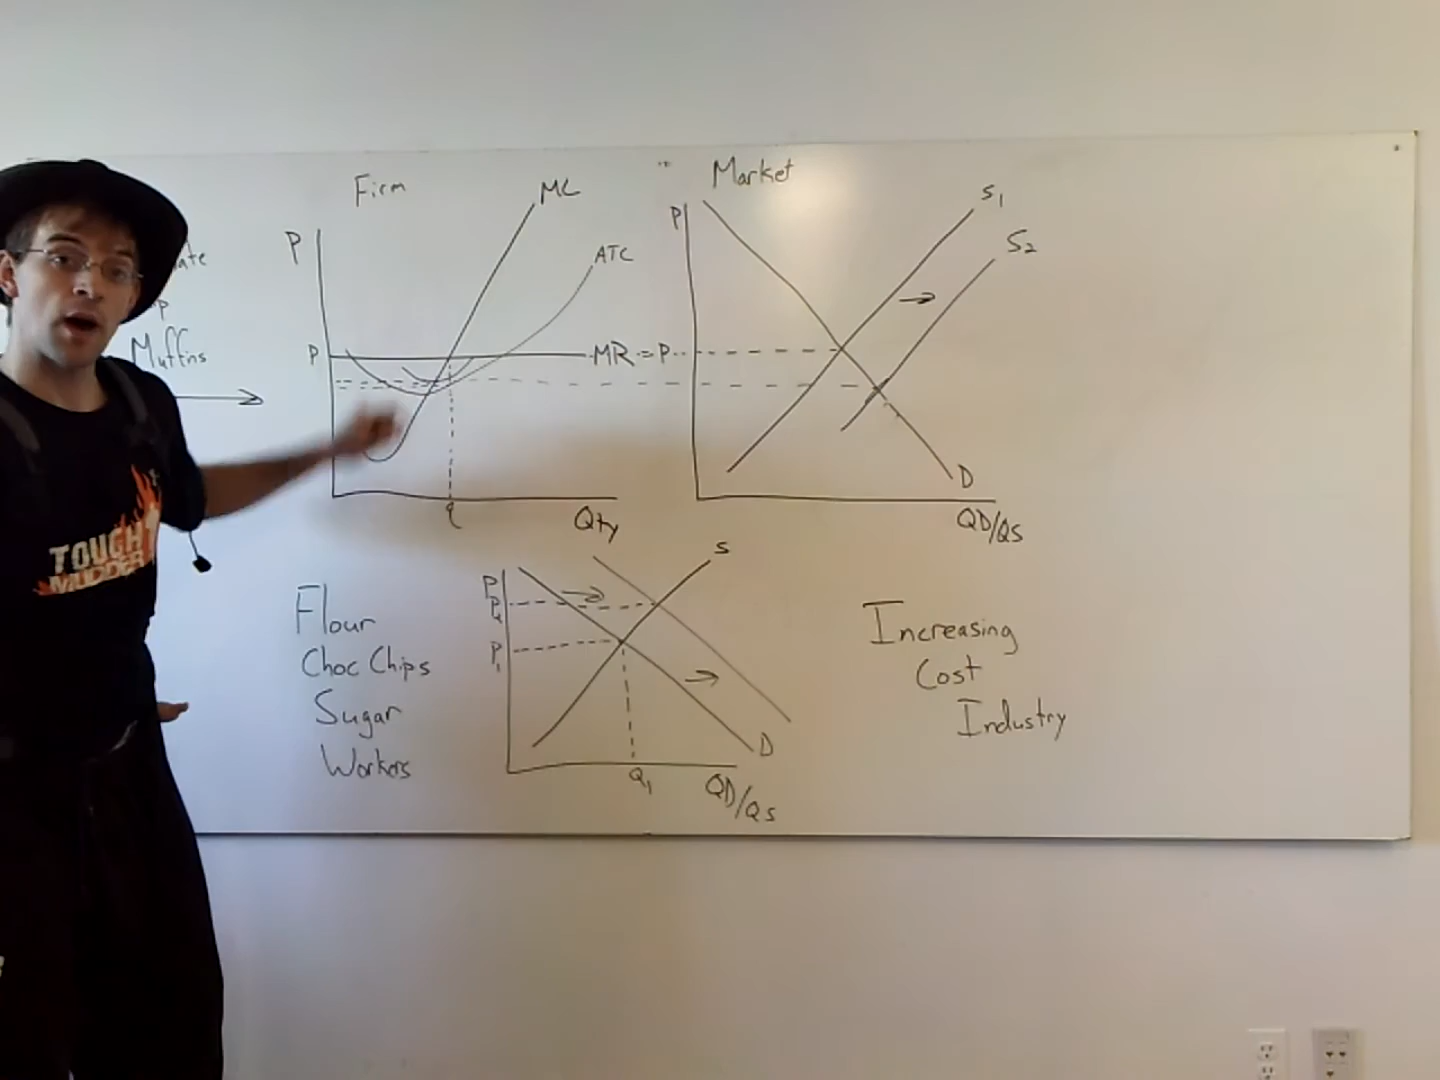 Firm
Market
MC
S1
P
P
S2
ate
ATC
Muffins
P
MR = P
D
q
Qty
QD/QS
TOUGH
MUDDER
S
P
P2
P1
Flour
Choc Chips
Sugar
Workers
D
Q1
QD/QS
Increasing
Cost
Industry